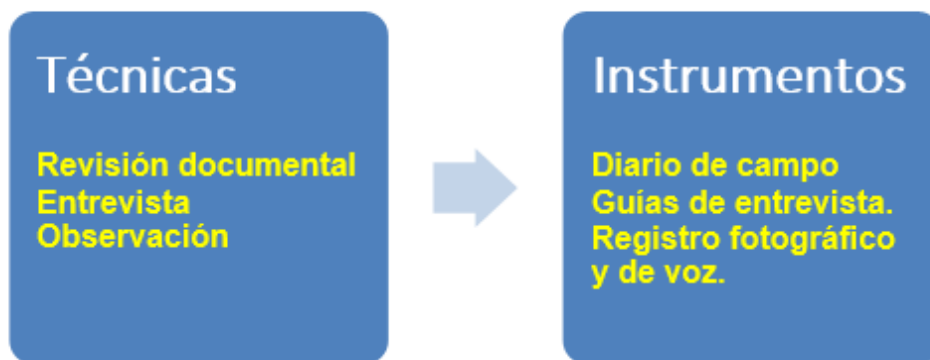 Técnicas
Revisión documental
Entrevista
Observación
Instrumentos
Diario de campo
Guías de entrevista.
Registro fotográfico
y de voz.